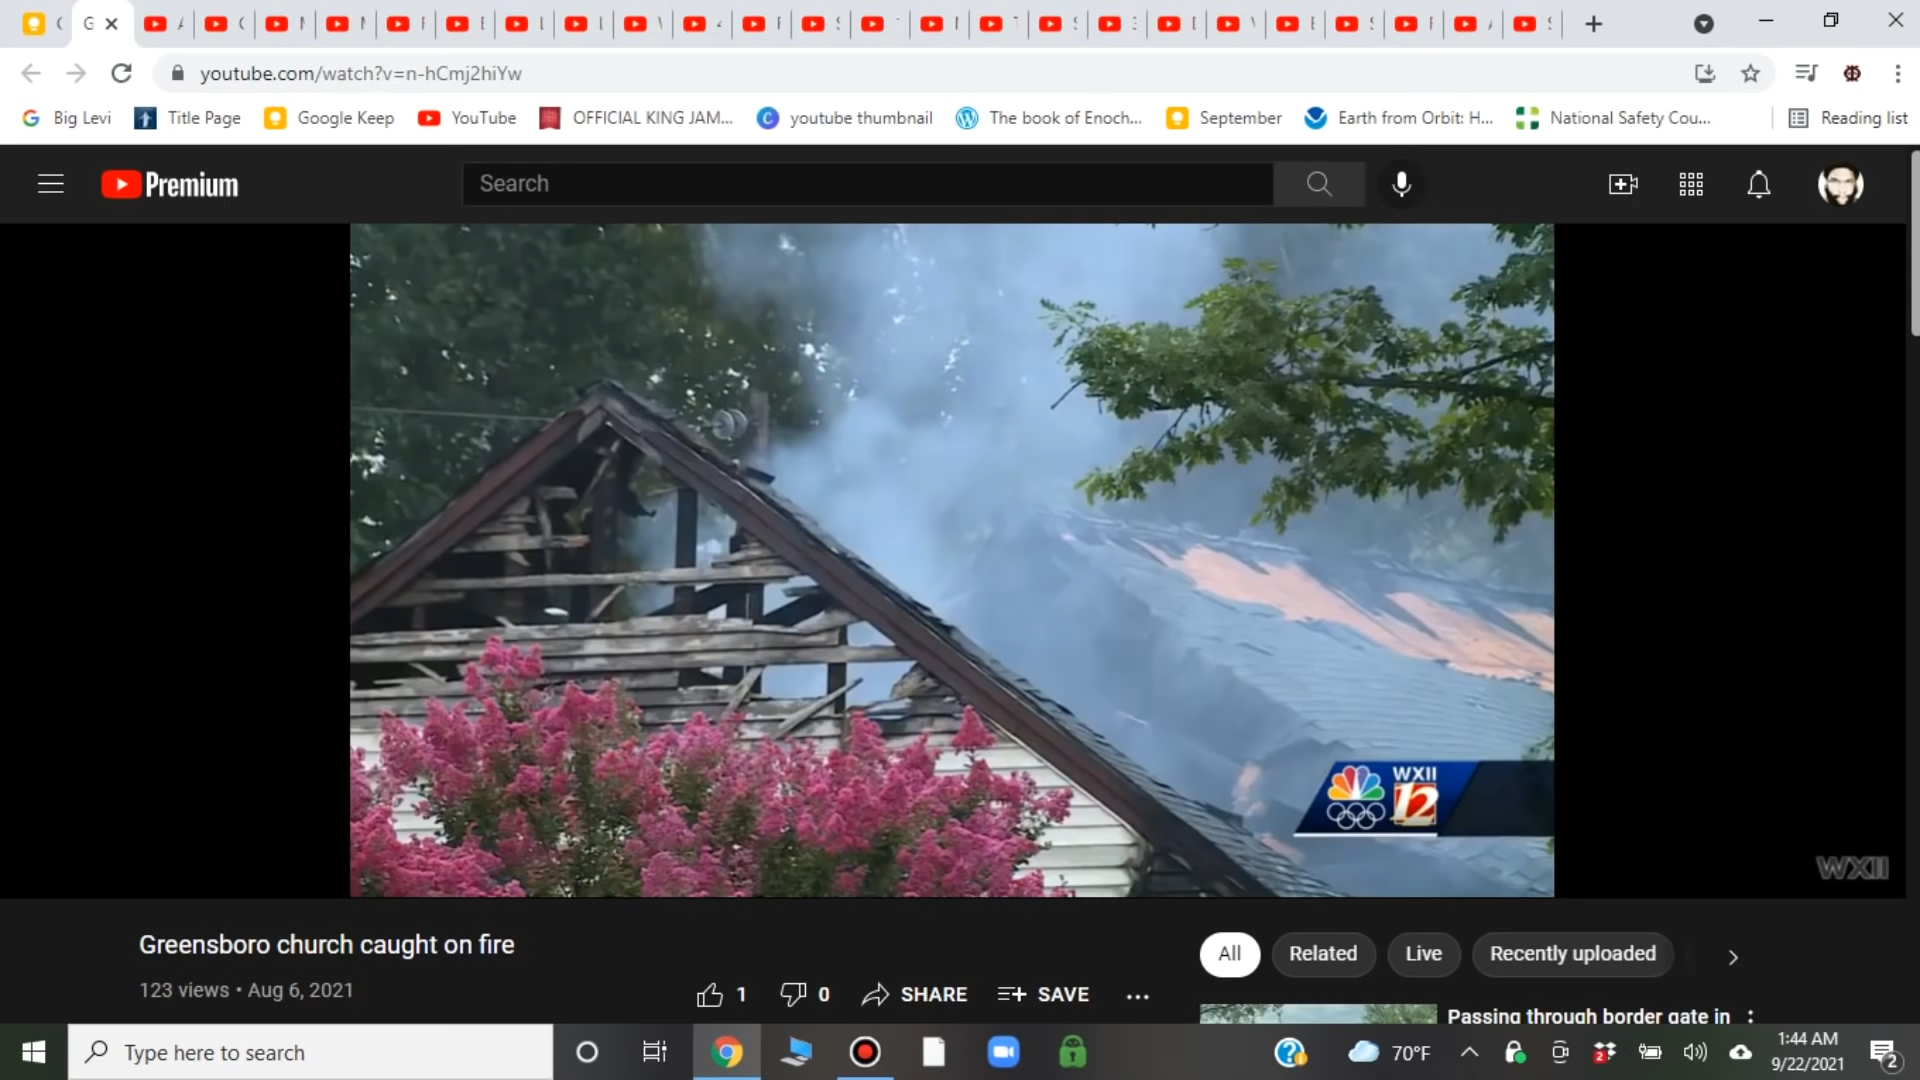 youtube.com/watch?v=n-hCmj2hiYw
Big Levi Title Page Google Keep YouTube OFFICIAL KING JAM... youtube thumbnail The book of Enoch... September Earth from Orbit: H... National Safety Cou... Reading list
Premium Search
WXII
12
WXII
Greensboro church caught on fire
123 views • Aug 6, 2021
1 0 SHARE SAVE
All Related Live Recently uploaded
Passing through border gate in
Type here to search
70°F
1:44 AM
9/22/2021
2
2